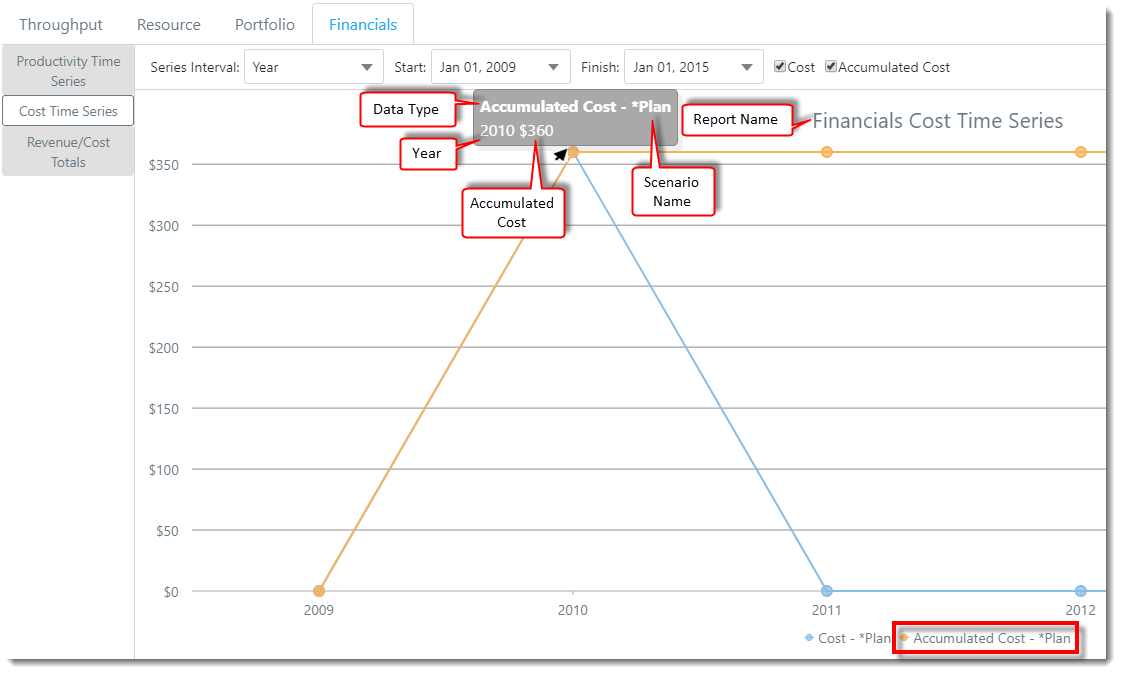 Throughput Resource Portfolio Financials
Productivity Time
Series
Cost Time Series
Revenue/Cost
Totals
Series Interval: Year Start: Jan 01, 2009 Finish: Jan 01, 2015 Cost Accumulated Cost
Data Type
Accumulated Cost - *Plan
2010 $360
Year
Accumulated
Cost
Scenario
Name
Report Name
Financials Cost Time Series
$350
$300
$250
$200
$150
$100
$50
$0
2009 2010 2011 2012
Cost - *Plan Accumulated Cost - *Plan